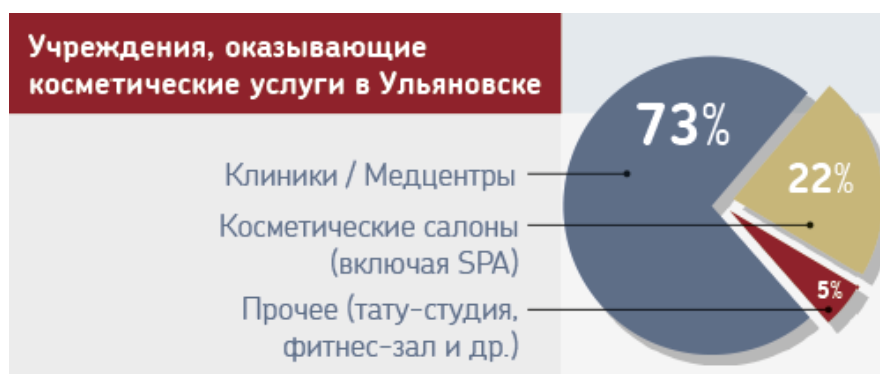 Учреждения, оказывающие
косметические услуги в Ульяновске
73%
Клиники / Медцентры
22%
Косметические салоны
(включая SPA)
5%
Прочее (тату-студия,
фитнес-зал и др.)